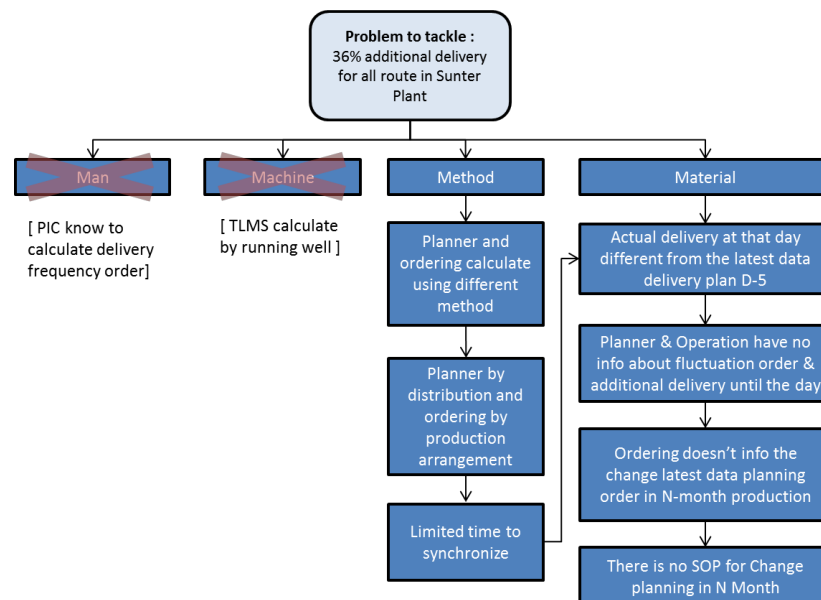 Problem to tackle :
36% additional delivery
for all route in Sunter
Plant
Man
Machine
Method
Material
[ PIC know to
calculate delivery
frequency order]
[ TLMS calculate
by running well ]
Planner and
ordering calculate
using different
method
Planner by
distribution and
ordering by
production
arrangement
Limited time to
synchronize
Actual delivery at that day
different from the latest data
delivery plan D-5
Planner & Operation have no
info about fluctuation order &
additional delivery until the day
Ordering doesn’t info the
change latest data planning
order in N-month production
There is no SOP for Change
planning in N Month